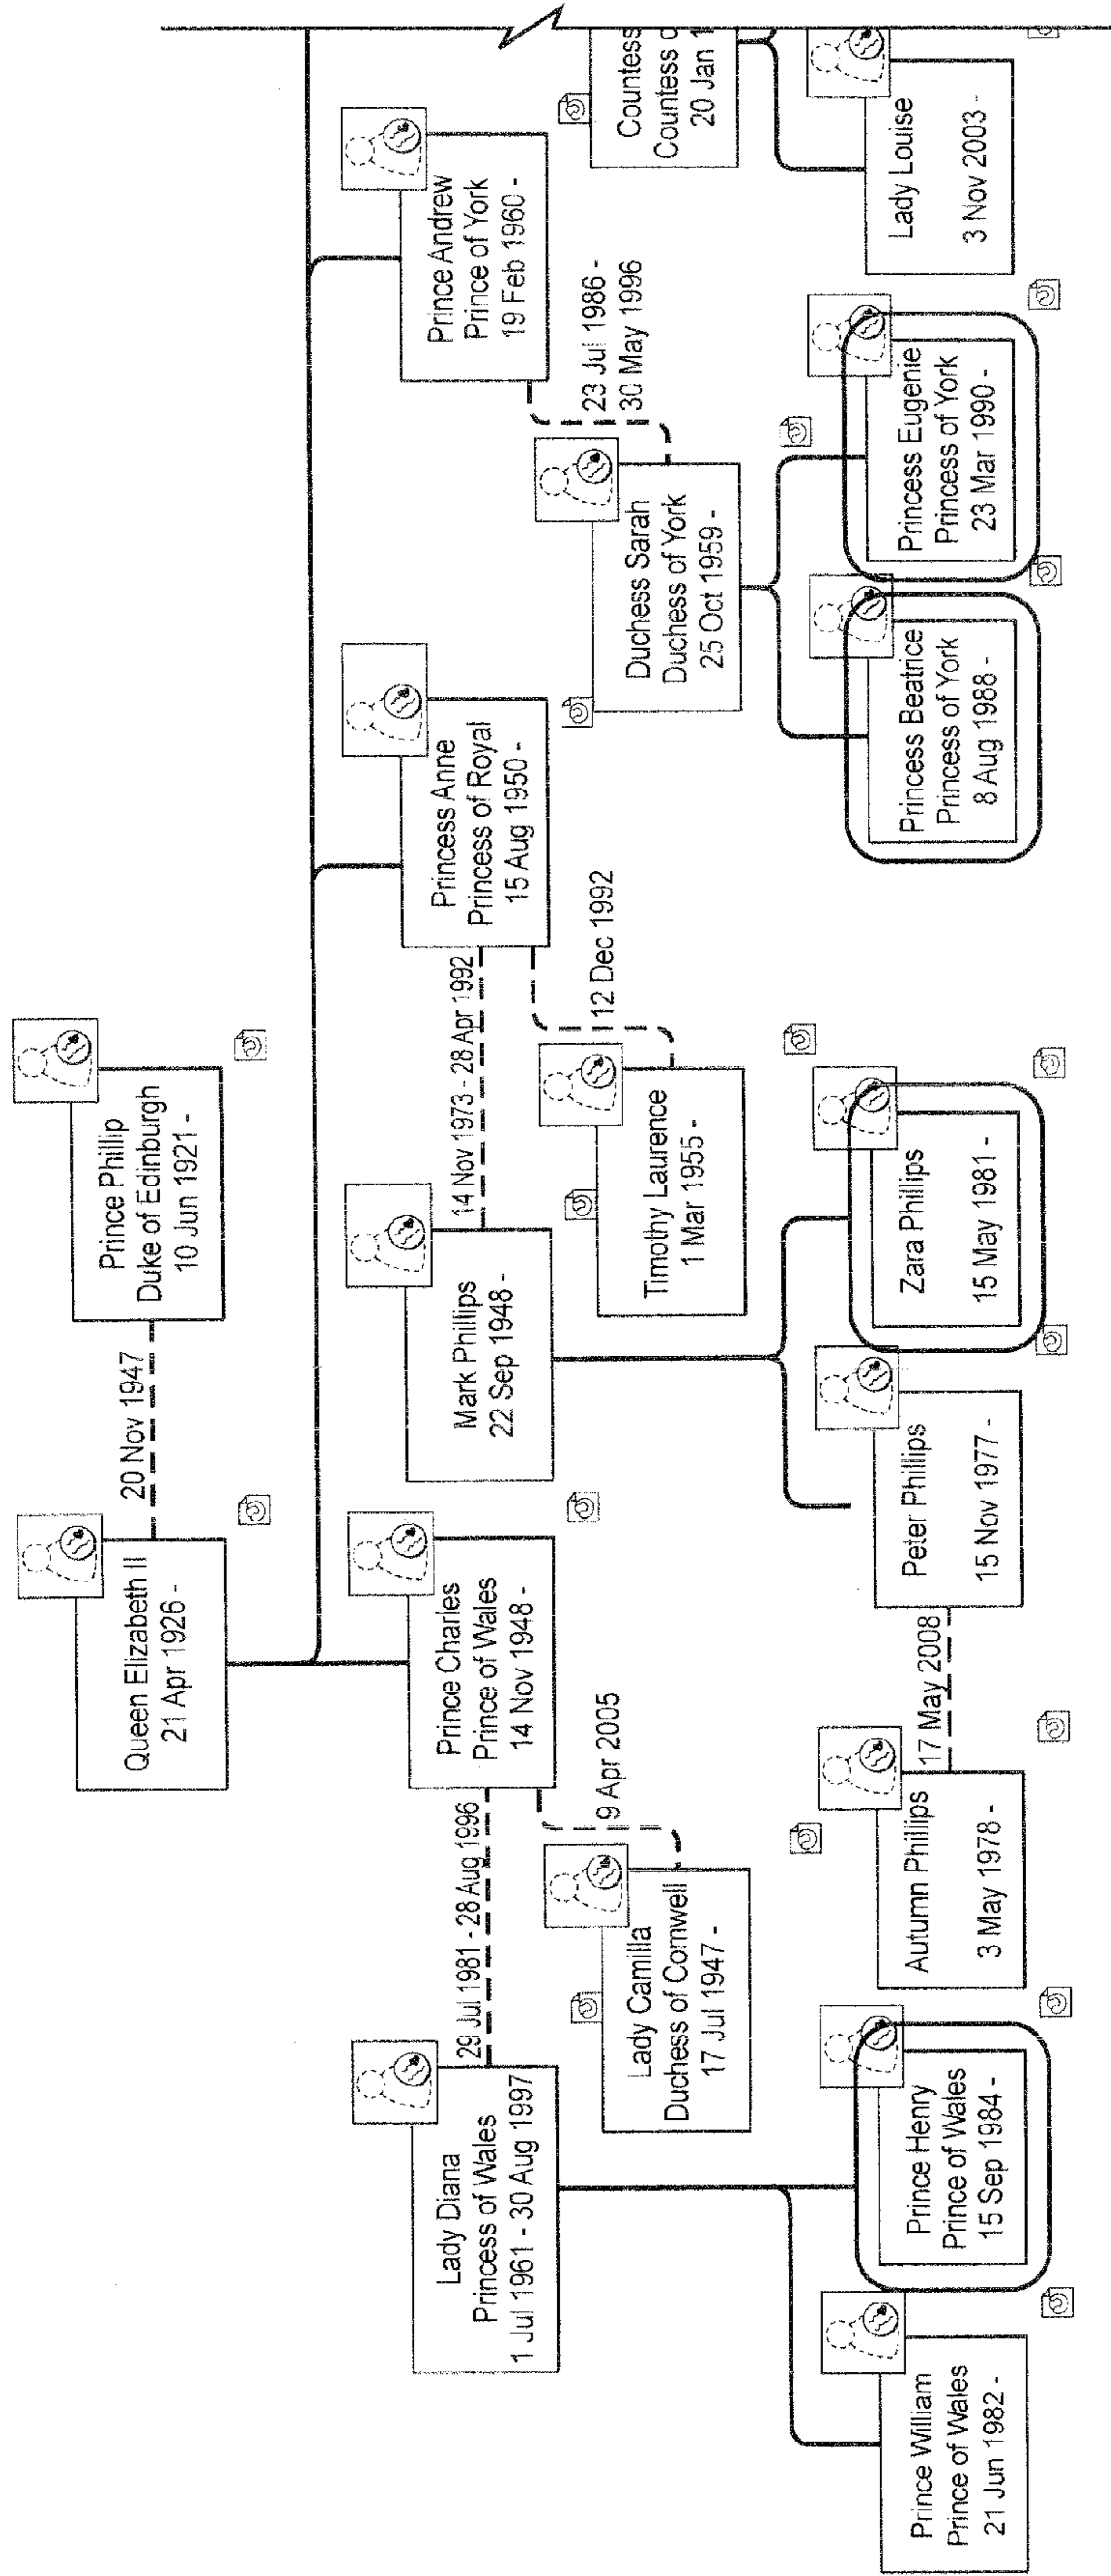 Queen Elizabeth II
21 Apr 1926 -
20 Nov 1947
Prince Phillip
Duke of Edinburgh
10 Jun 1921 -
Lady Diana
Princess of Wales
1 Jul 1961 - 30 Aug 1997
29 Jul 1981 - 28 Aug 1996
Prince Charles
Prince of Wales
14 Nov 1948 -
Mark Phillips
22 Sep 1948-
14 Nov 1973 - 28 Apr 1992
Princess Anne
Princess of Royal
15 Aug 1950 -
Prince Andrew
Prince of York
19 Feb 1960 -
Lady Camilla
Duchess of Cornwell
17 Jul 1947 -
9 Apr 2005
Timothy Laurence
1 Mar 1955 -
12 Dec 1992
Duchess Sarah
Duchess of York
25 Oct 1959 -
23 Jul 1986 -
30 May 1996
Countess
Countess
20 Jan 1
Prince William
Prince of Wales
21 Jun 1982 -
Prince Henry
Prince of Wales
15 Sep 1984 -
Autumn Phillips
3 May 1978 -
17 May 2008
Peter Phillips
15 Nov 1977 -
Zara Phillips
15 May 1981 -
Princess Beatrice
Princess of York
8 Aug 1988 -
Princess Eugenie
Princess of York
23 Mar 1990 -
Lady Louise
3 Nov 2003 -